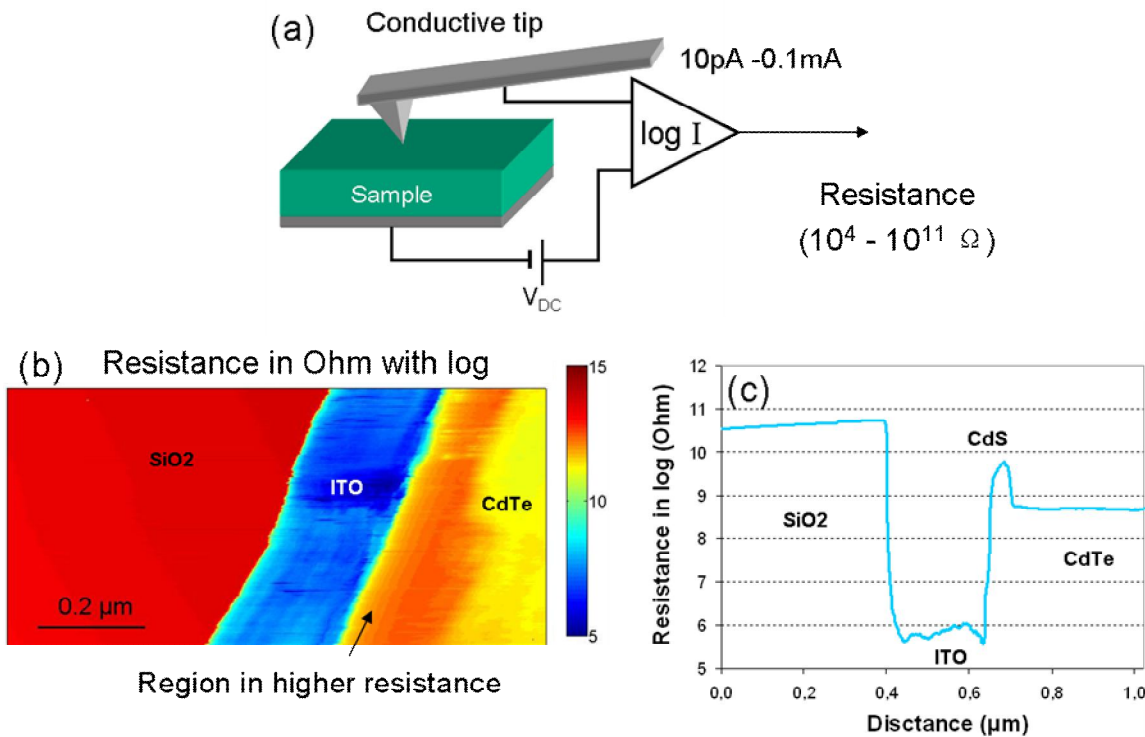 (a)
Conductive tip
10pA -0.1mA
log I
Sample
Resistance
(10⁴ - 10¹¹ Ω)
V_DC
(b) Resistance in Ohm with log
SiO2
ITO
CdTe
0.2 µm
15
10
5
Region in higher resistance
(c)
12
11
10
9
8
7
6
5
Resistance in log (Ohm)
CdS
SiO2
CdTe
ITO
0,0 0,2 0,4 0,6 0,8 1,0
Disctance (µm)